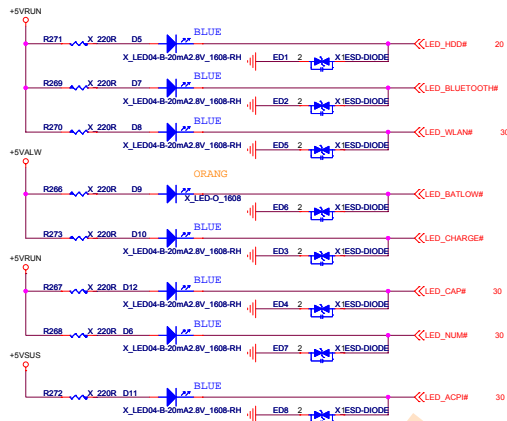 +5VRUN
R271 X_220R D5 BLUE LED_HDD# 20
X_LED04-B-20mA2.8V_1608-RH ED1 2 X1ESD-DIODE
R269 X_220R D7 BLUE LED_BLUETOOTH#
X_LED04-B-20mA2.8V_1608-RH ED2 2 X1ESD-DIODE
R270 X_220R D8 BLUE LED_WLAN# 30
X_LED04-B-20mA2.8V_1608-RH ED5 2 X1ESD-DIODE
+5VALW
ORANG
R266 X_220R D9 LED_BATLOW#
X_LED-O_1608 ED6 2 X1ESD-DIODE
R273 X_220R D10 BLUE LED_CHARGE#
X_LED04-B-20mA2.8V_1608-RH ED3 2 X1ESD-DIODE
+5VRUN
R267 X_220R D12 BLUE LED_CAP# 30
X_LED04-B-20mA2.8V_1608-RH ED4 2 X1ESD-DIODE
R268 X_220R D6 BLUE LED_NUM# 30
X_LED04-B-20mA2.8V_1608-RH ED7 2 X1ESD-DIODE
+5VSUS
R272 X_220R D11 BLUE LED_ACPI# 30
X_LED04-B-20mA2.8V_1608-RH ED8 2 X1ESD-DIODE